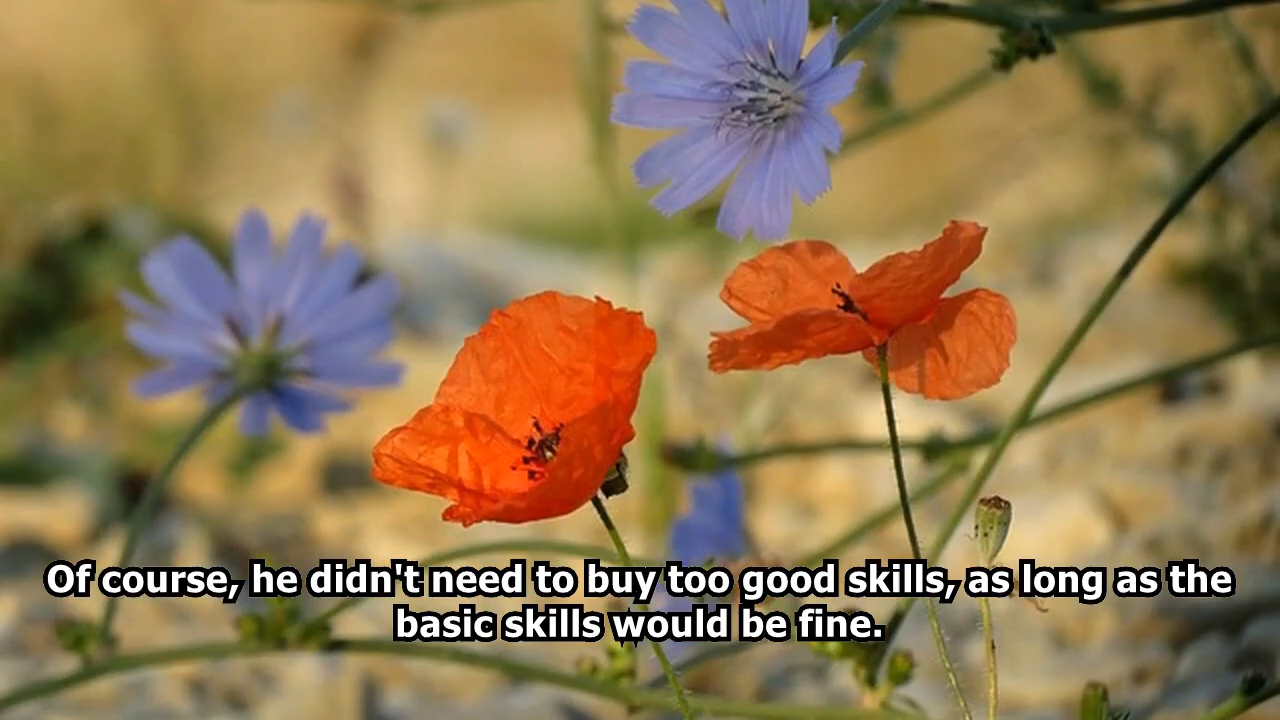 Of course, he didn't need to buy too good skills, as long as the
basic skills would be fine.